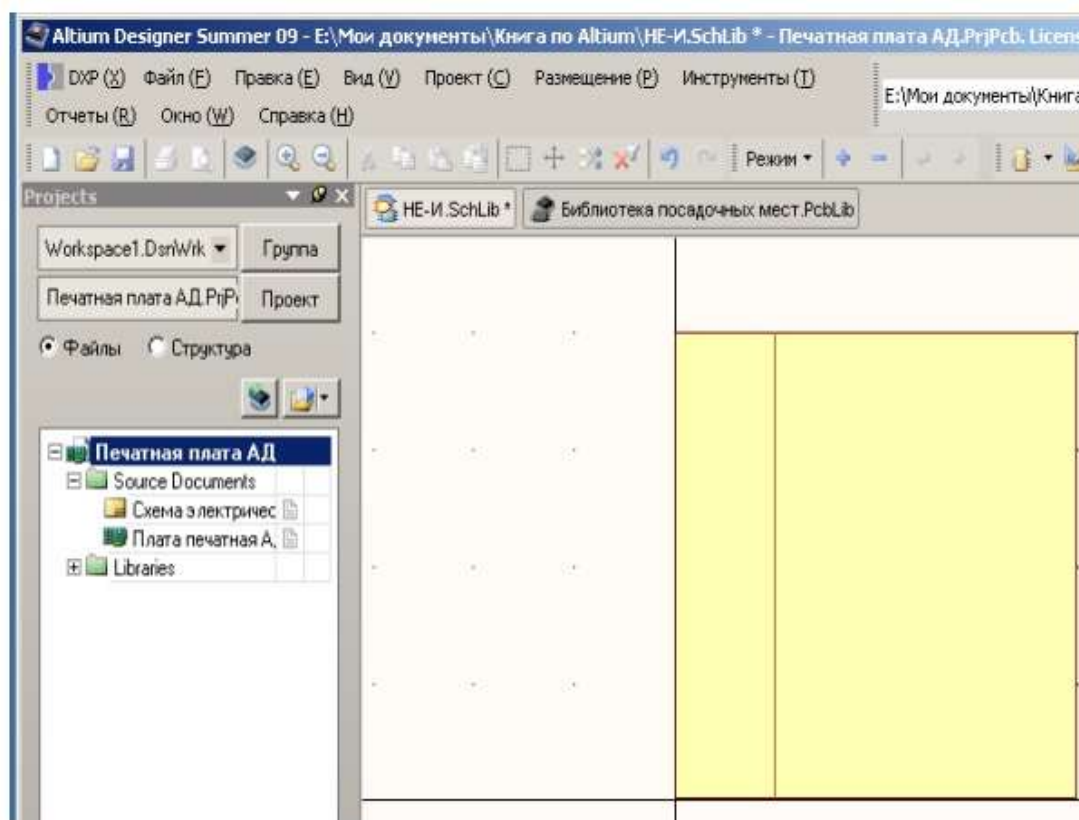 Altium Designer Summer 09 - E:\Мои документы\Книга по Altium\НЕ-И.SchLib * - Печатная плата АД.PrjPcb. Licens
DXP (X) Файл (F) Правка (E) Вид (V) Проект (C) Размещение (P) Инструменты (T)
E:\Мои документы\Книга
Отчеты (R) Окно (W) Справка (H)
Режим
Projects
НЕ-И.SchLib *
Библиотека посадочных мест.PcbLib
Workspace1.DsnWrk
Группа
Печатная плата АД.PrjP
Проект
Файлы
Структура
Печатная плата АД
Source Documents
Схема электричес
Плата печатная А
Libraries